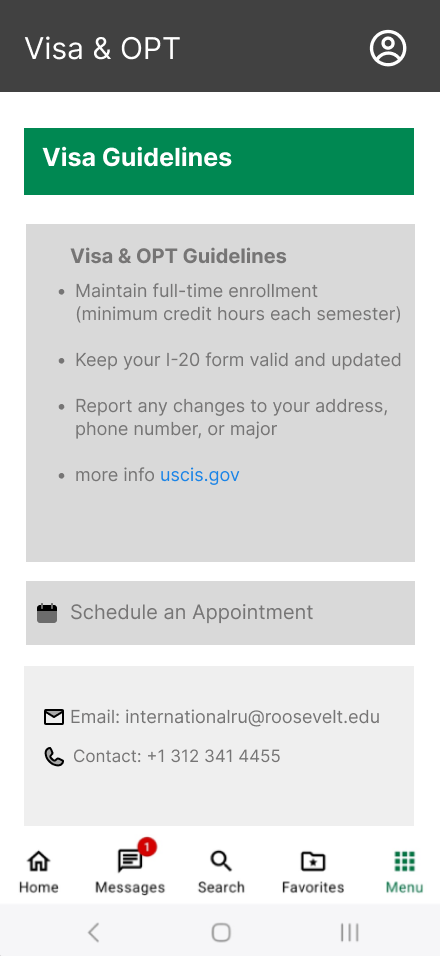 Visa & OPT
Visa Guidelines
Visa & OPT Guidelines
• Maintain full-time enrollment
(minimum credit hours each semester)
• Keep your I-20 form valid and updated
• Report any changes to your address,
phone number, or major
• more info uscis.gov
Schedule an Appointment
Email: internationalru@roosevelt.edu
Contact: +1 312 341 4455
1
Home Messages Search Favorites Menu